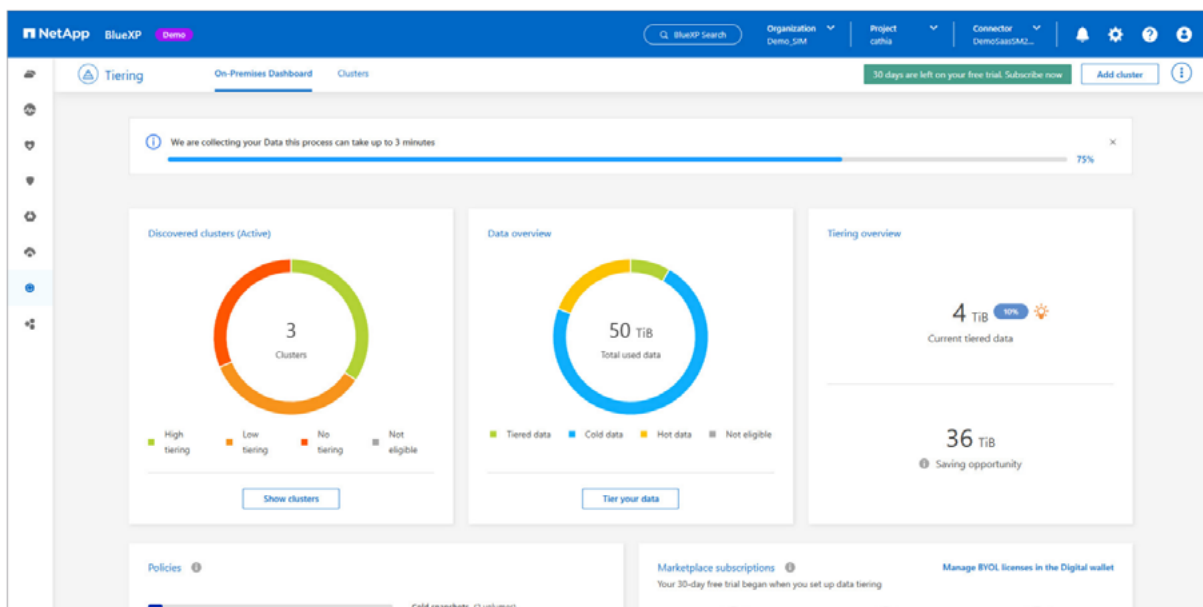 NetApp BlueXP Demo
BlueXP Search
Organization
Demo_SIM
Project
cathia
Connector
DemoSaasSM2...
Tiering
On-Premises Dashboard
Clusters
30 days are left on your free trial. Subscribe now
Add cluster
We are collecting your Data this process can take up to 3 minutes
75%
Discovered clusters (Active)
3
Clusters
High tiering
Low tiering
No tiering
Not eligible
Show clusters
Data overview
50 TiB
Total used data
Tiered data
Cold data
Hot data
Not eligible
Tier your data
Tiering overview
4 TiB 10%
Current tiered data
36 TiB
Saving opportunity
Policies
Cold snapshots (2 volumes)
Marketplace subscriptions
Manage BYOL licenses in the Digital wallet
Your 30-day free trial began when you set up data tiering